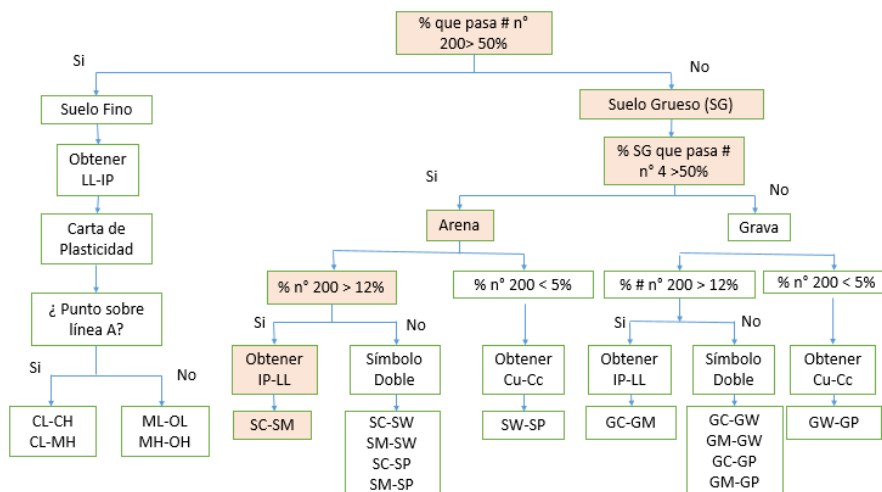 % que pasa # n°
200> 50%
Si
No
Suelo Fino
Suelo Grueso (SG)
Obtener
LL-IP
% SG que pasa #
n° 4 >50%
Si
No
Carta de
Plasticidad
Arena
Grava
% n° 200 > 12%
% n° 200 < 5%
% # n° 200 > 12%
% n° 200 < 5%
¿ Punto sobre
línea A?
Si
No
Si
No
Obtener
IP-LL
Símbolo
Doble
Obtener
Cu-Cc
Obtener
IP-LL
Símbolo
Doble
Obtener
Cu-Cc
Si
No
CL-CH
CL-MH
ML-OL
MH-OH
SC-SM
SC-SW
SM-SW
SC-SP
SM-SP
SW-SP
GC-GM
GC-GW
GM-GW
GC-GP
GM-GP
GW-GP